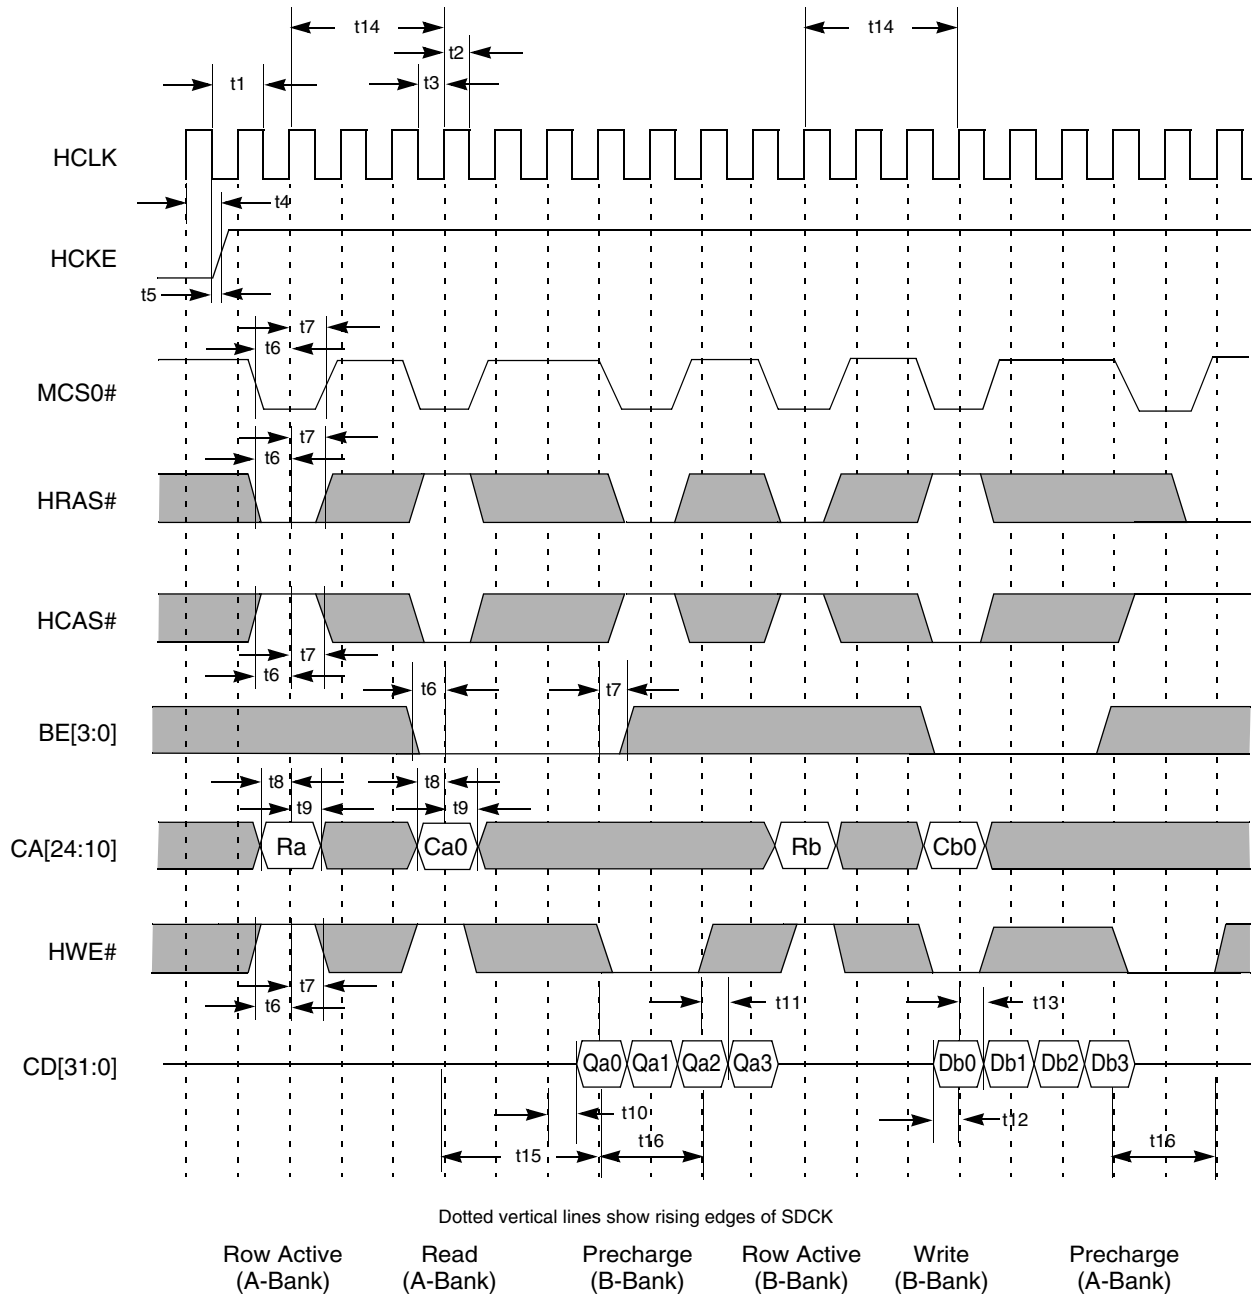 t14
t14
t2
t1
t3
HCLK
t4
HCKE
t5
t7
t6
MCS0#
t7
t6
HRAS#
HCAS#
t7
t6
t6
t7
BE[3:0]
t8
t8
t9
t9
CA[24:10]
Ra
Ca0
Rb
Cb0
HWE#
t7
t6
t11
t13
CD[31:0]
Qa0
Qa1
Qa2
Qa3
Db0
Db1
Db2
Db3
t10
t12
t15
t16
t16
Dotted vertical lines show rising edges of SDCK
Row Active
(A-Bank)
Read
(A-Bank)
Precharge
(B-Bank)
Row Active
(B-Bank)
Write
(B-Bank)
Precharge
(A-Bank)